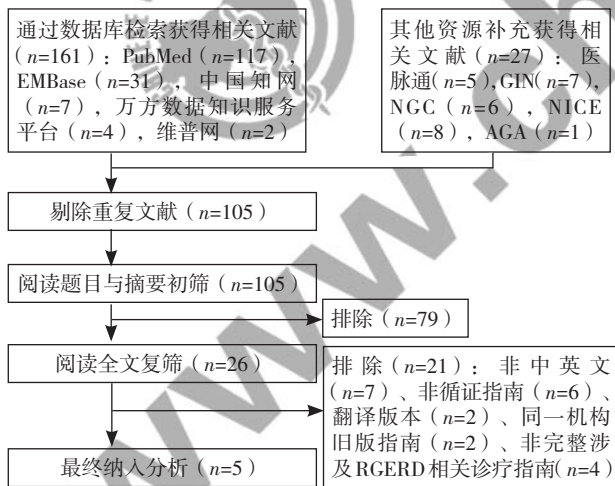 通过数据库检索获得相关文献
(n=161)：PubMed(n=117),
EMBase(n=31)，中国知网
(n=7)，万方数据知识服务
平台(n=4)，维普网(n=2)
其他资源补充获得相
关文献(n=27)：医
脉通(n=5),GIN(n=7),
NGC(n=6)，NICE
(n=8)，AGA(n=1)
剔除重复文献(n=105)
阅读题目与摘要初筛(n=105)
排除(n=79)
阅读全文复筛(n=26)
排除(n=21)：非中英文
(n=7)、非循证指南(n=6)、
翻译版本(n=2)、同一机构
旧版指南(n=2)、非完整涉
及RGERD相关诊疗指南(n=4)
最终纳入分析(n=5)
www.ch